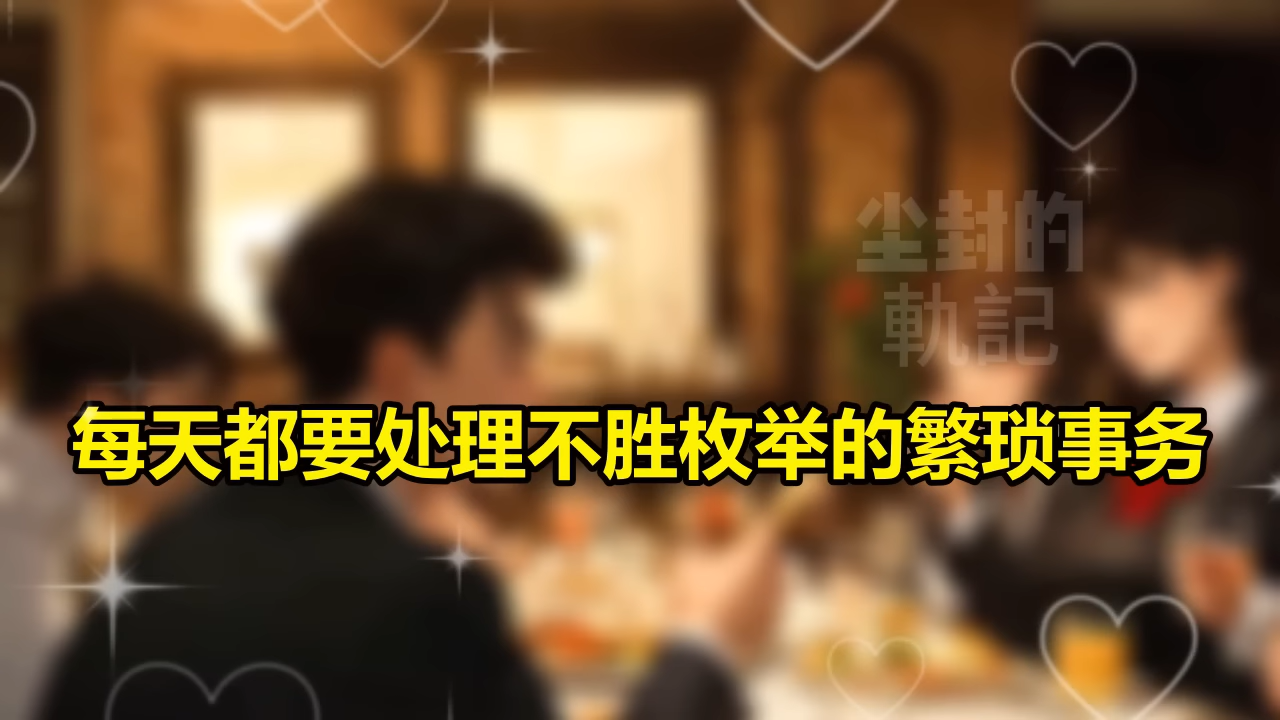 尘封的
軌記
每天都要处理不胜枚举的繁琐事务